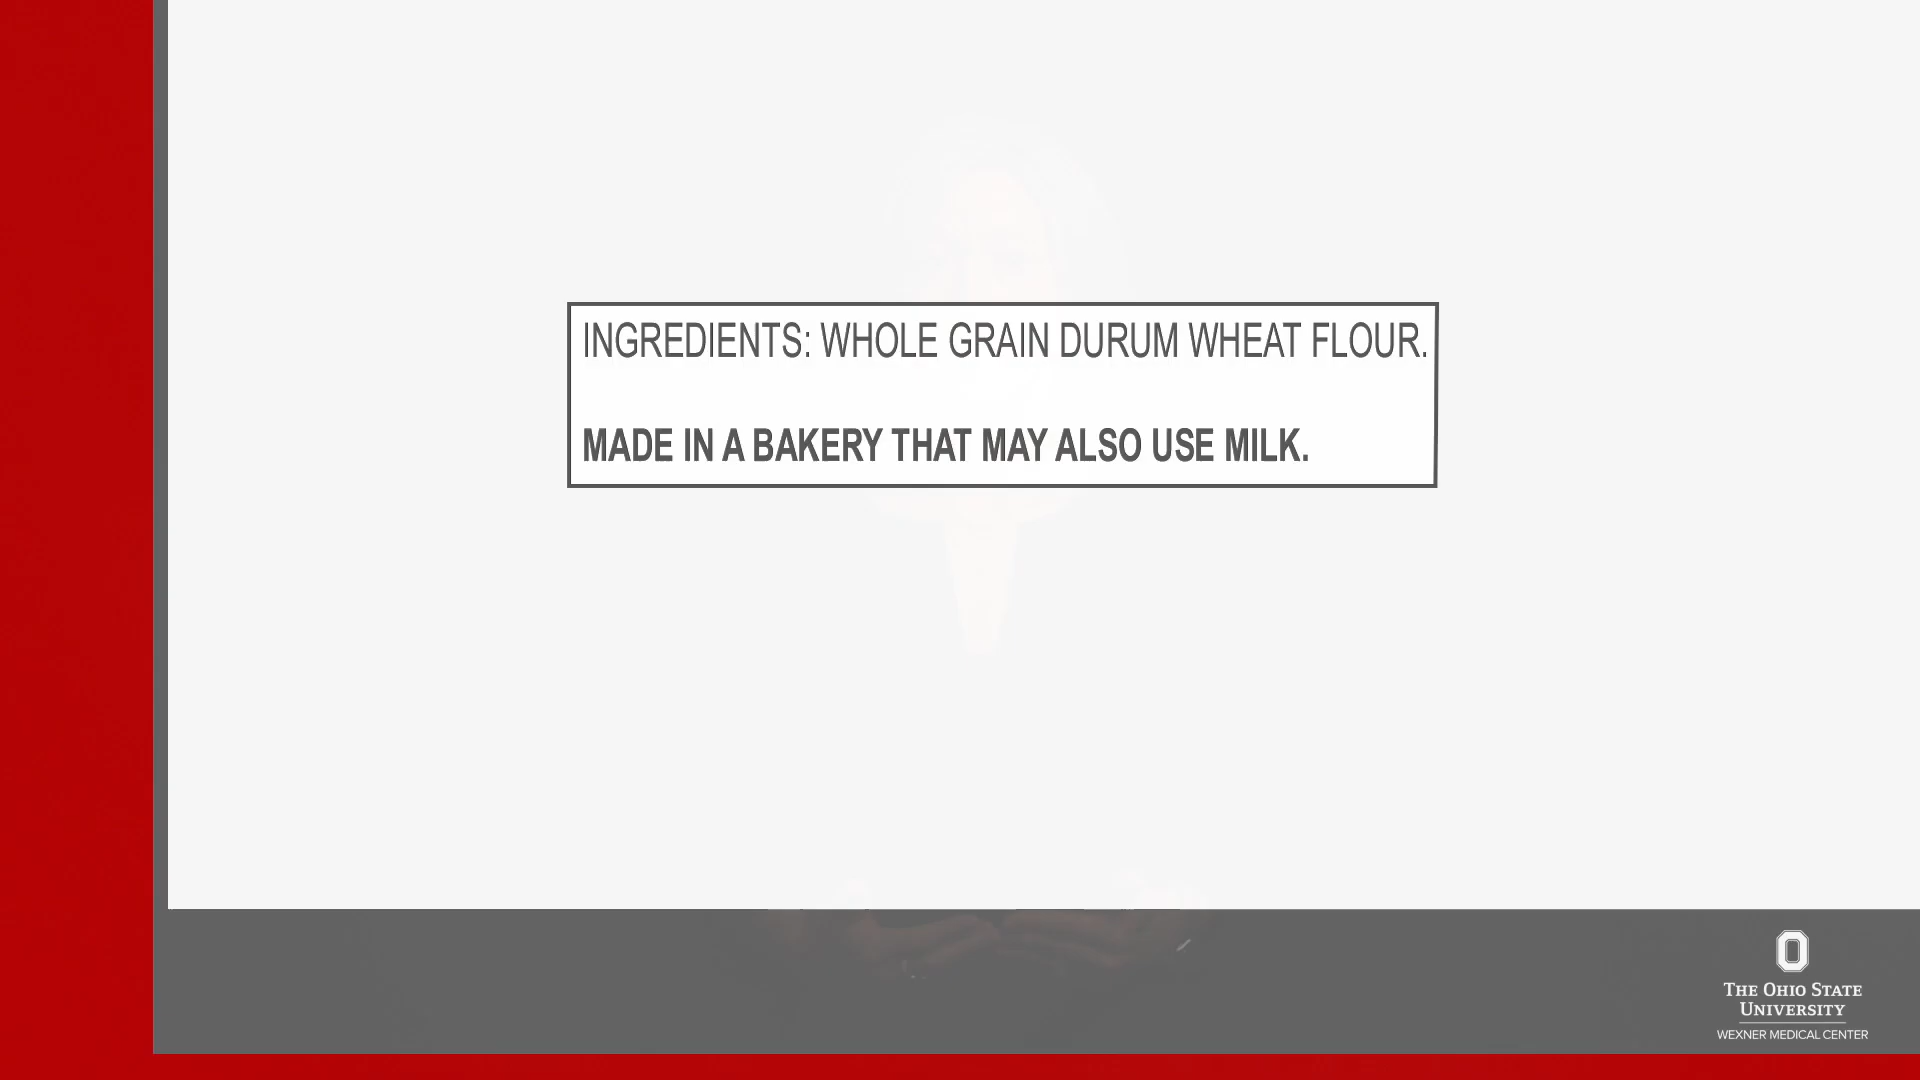 INGREDIENTS: WHOLE GRAIN DURUM WHEAT FLOUR.
MADE IN A BAKERY THAT MAY ALSO USE MILK.
THE OHIO STATE
UNIVERSITY
WEXNER MEDICAL CENTER